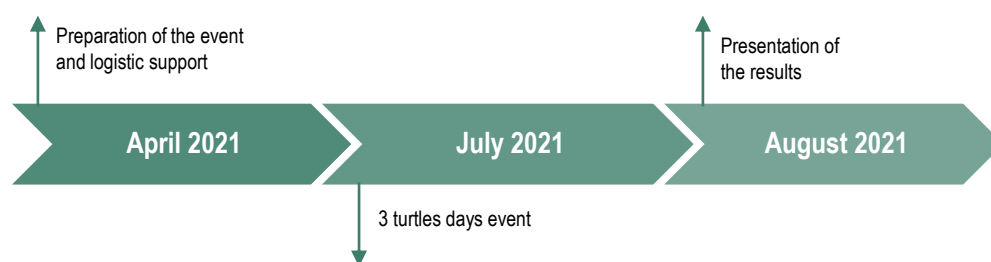 Preparation of the event
and logistic support
Presentation of
the results
April 2021
July 2021
August 2021
3 turtles days event